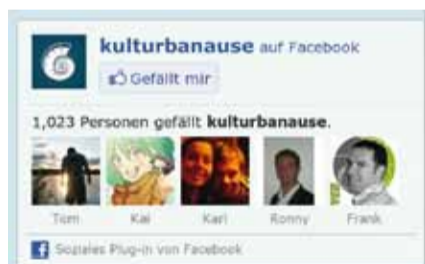 kulturbanause auf Facebook
Gefällt mir
1,023 Personen gefällt kulturbanause.
Tom Kai Karl Ronny Frank
Soziales Plug-in von Facebook